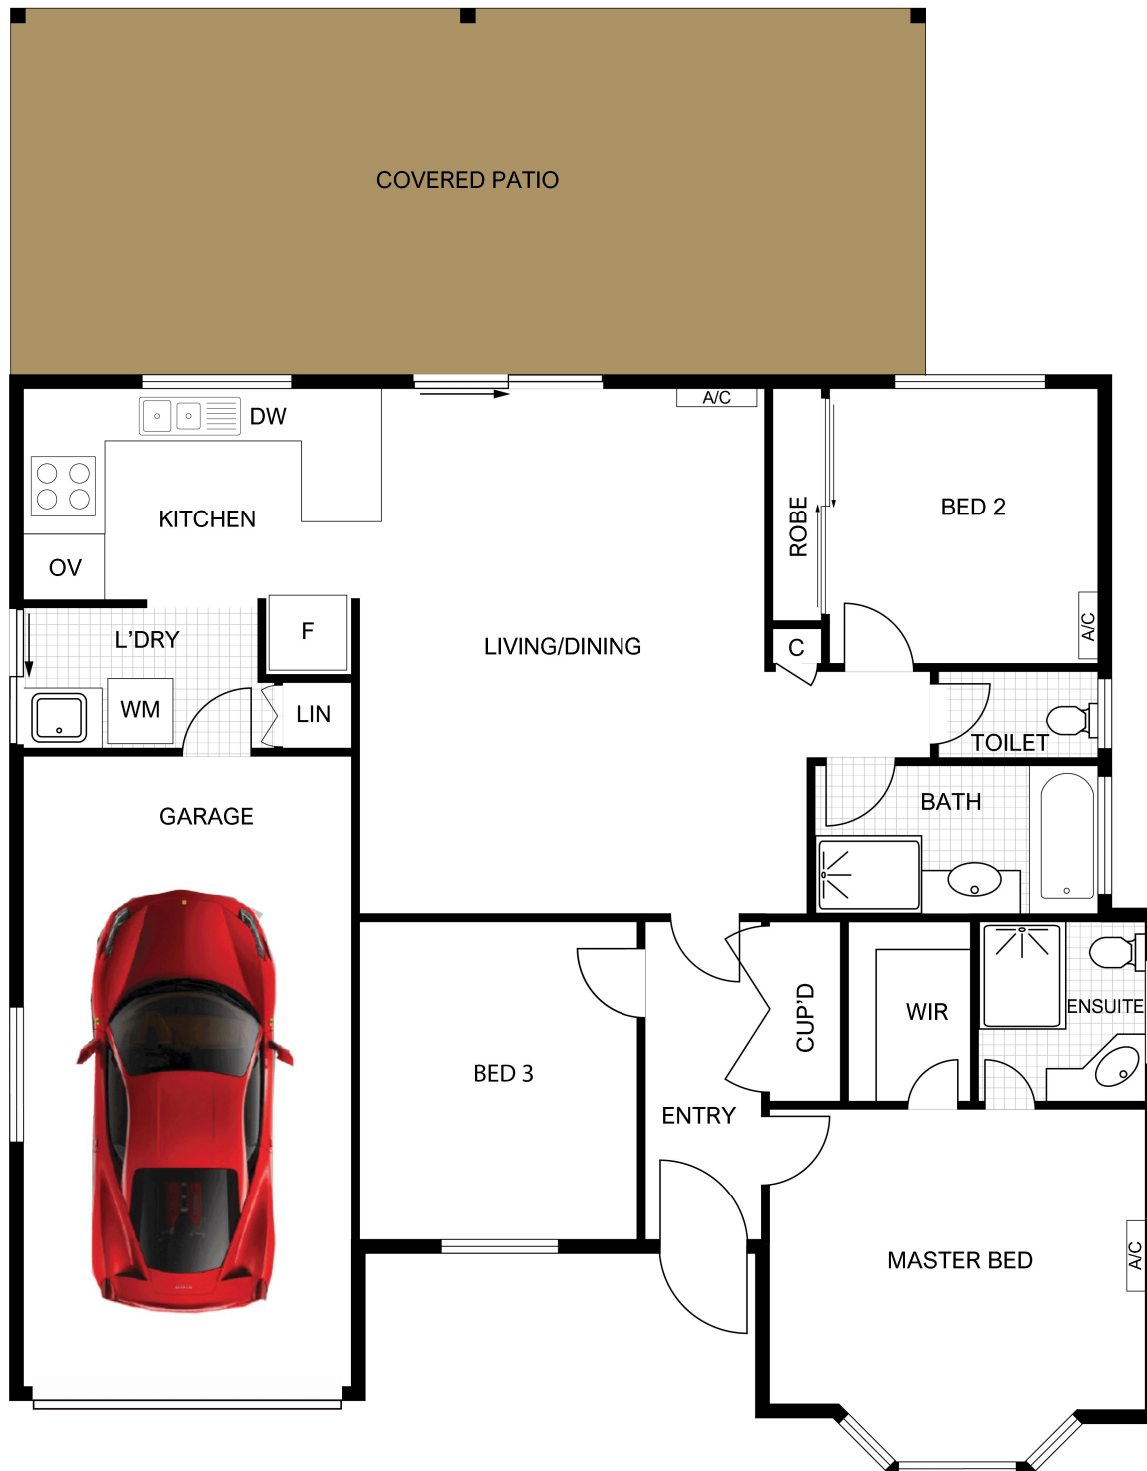 COVERED PATIO
A/C
DW
KITCHEN
ROBE
BED 2
OV
A/C
L'DRY
F
LIVING/DINING
C
WM
LIN
TOILET
GARAGE
BATH
CUP'D
WIR
ENSUITE
BED 3
ENTRY
MASTER BED
A/C